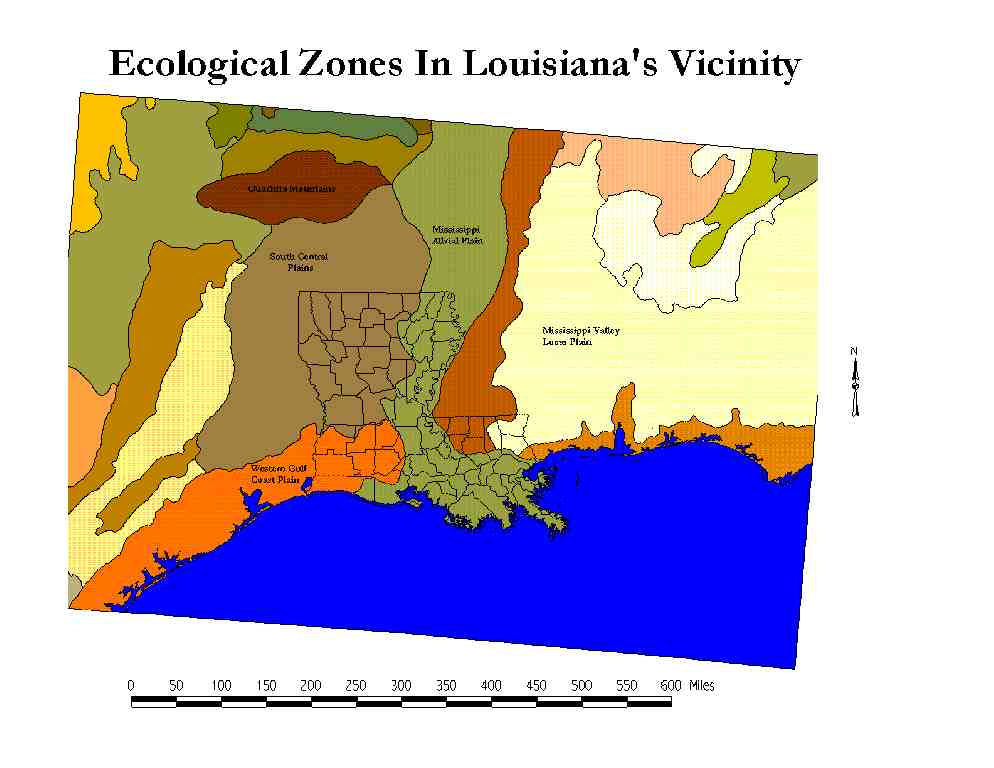 Ecological Zones In Louisiana's Vicinity
Ouachita Mountains
Mississippi
Allvial Plain
South Central
Plains
Mississippi Valley
Loess Plain
N
Western Gulf
Coast Plain
0 50 100 150 200 250 300 350 400 450 500 550 600 Miles